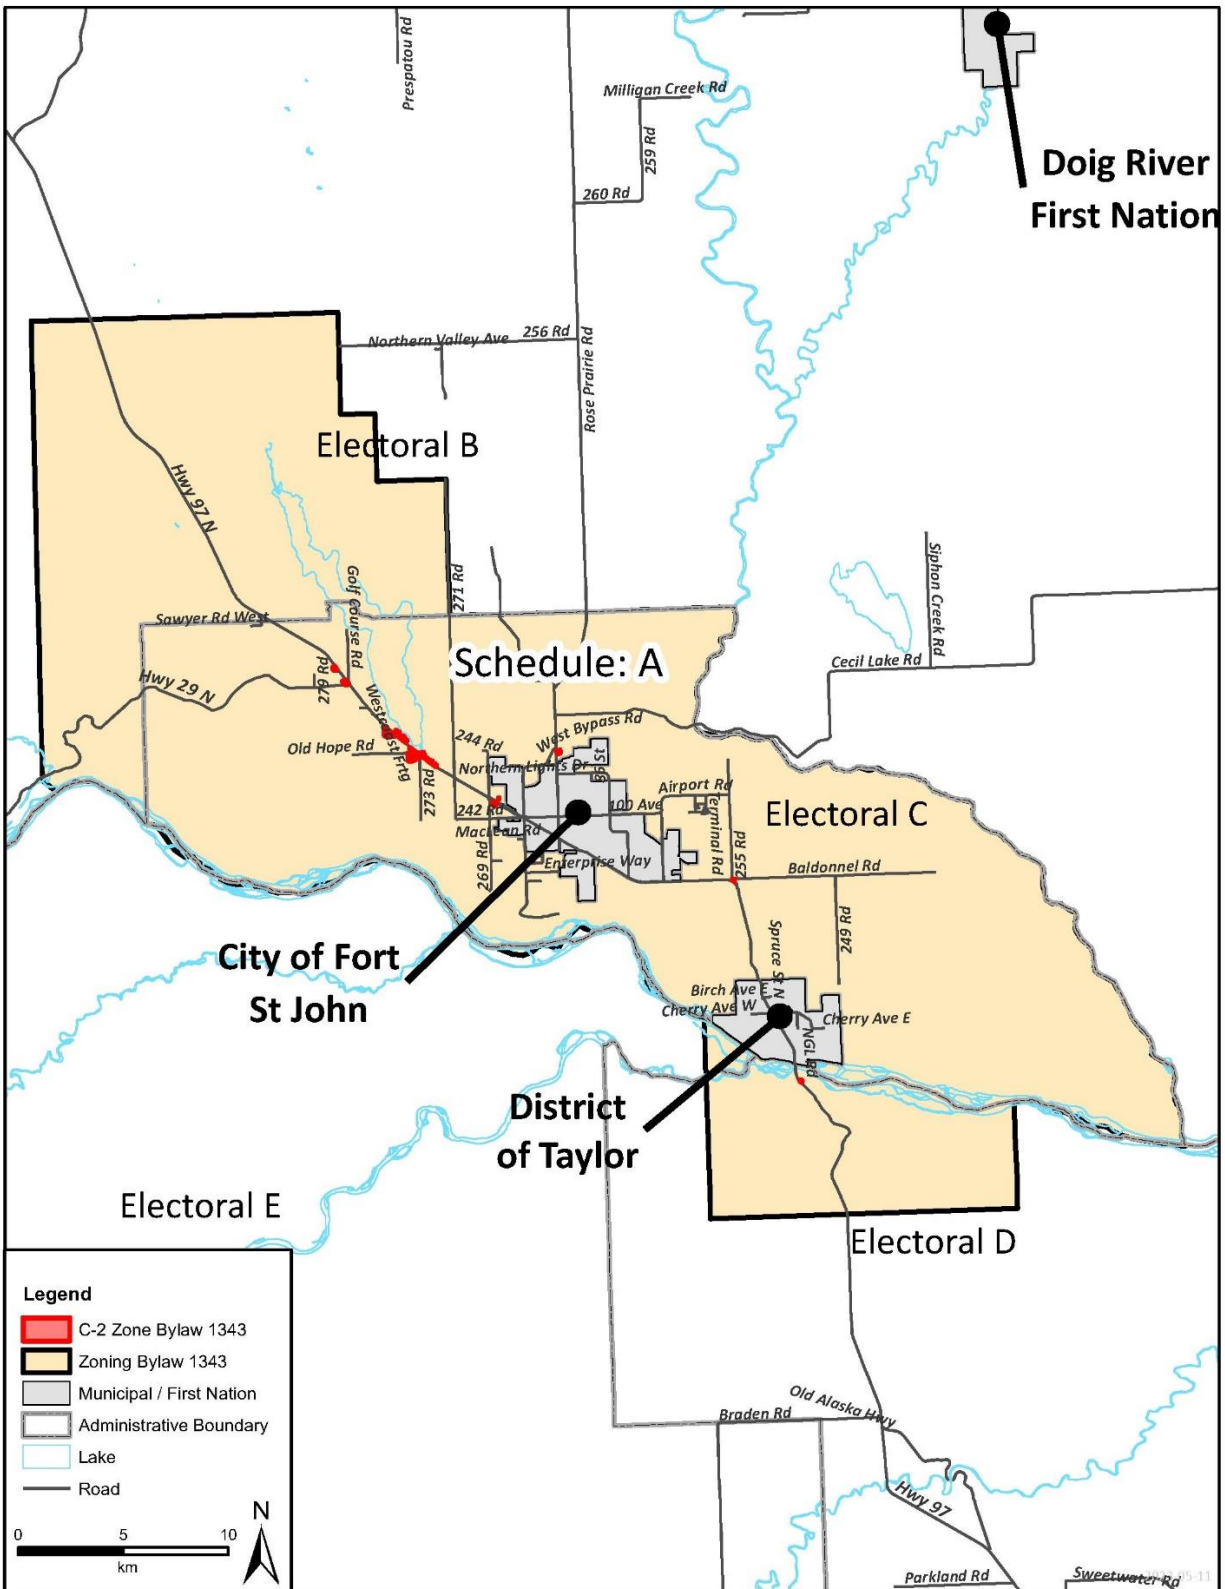 Prespatou Rd
Milligan Creek Rd
259 Rd
260 Rd
Doig River
First Nation
Northern Valley Ave
256 Rd
Rose Prairie Rd
Electoral B
Hwy 97 N
Golf Course Rd
271 Rd
Siphon Creek Rd
Sawyer Rd West
Schedule: A
Cecil Lake Rd
279 Rd
Hwy 29 N
Westcoast Frtg
Old Hope Rd
244 Rd
West Bypass Rd
Northern Lights Dr
Airport Rd
273 Rd
242 Rd
100 Ave
Terminal Rd
Electoral C
MacLean Rd
269 Rd
Enterprise Way
255 Rd
Baldonnel Rd
249 Rd
City of Fort
St John
Spruce St N
Birch Ave E
Cherry Ave W
Cherry Ave E
NGL Rd
District
of Taylor
Electoral E
Electoral D
Legend
C-2 Zone Bylaw 1343
Zoning Bylaw 1343
Municipal / First Nation
Administrative Boundary
Lake
Road
N
0 5 10
km
Braden Rd
Old Alaska Hwy
Hwy 97
Parkland Rd
Sweetwater Rd